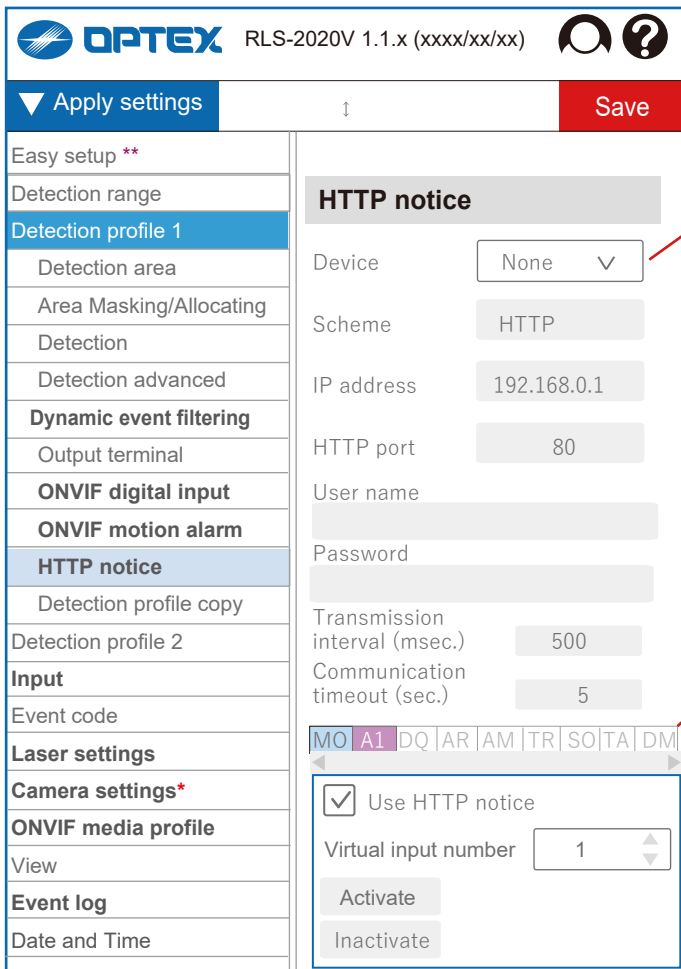 OPTEX RLS-2020V 1.1.x (xxxx/xx/xx)
Apply settings
Save
Easy setup **
Detection range
Detection profile 1
Detection area
Area Masking/Allocating
Detection
Detection advanced
Dynamic event filtering
Output terminal
ONVIF digital input
ONVIF motion alarm
HTTP notice
Detection profile copy
Detection profile 2
Input
Event code
Laser settings
Camera settings*
ONVIF media profile
View
Event log
Date and Time
HTTP notice
Device None
Scheme HTTP
IP address 192.168.0.1
HTTP port 80
User name
Password
Transmission
interval (msec.) 500
Communication
timeout (sec.) 5
MO A1 DQ AR AM TR SO TA DM
Use HTTP notice
Virtual input number 1
Activate
Inactivate